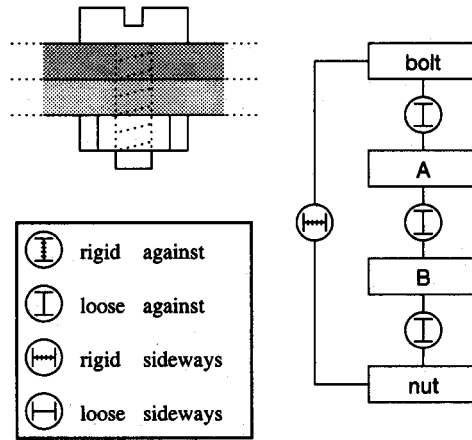 bolt
A
B
nut
rigid against
loose against
rigid sideways
loose sideways